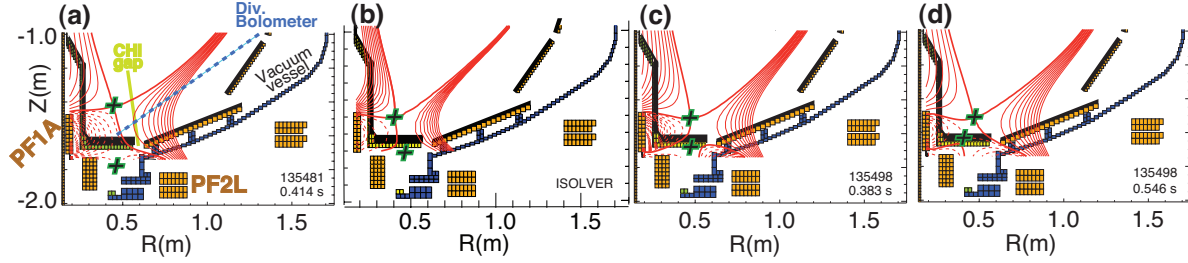 (a)
Div.
Bolometer
CHI
gap
Vacuum
vessel
PF1A
PF2L
135481
0.414 s
-1.0
Z(m)
-2.0
0.5
1.0
1.5
R(m)
(b)
ISOLVER
0.5
1.0
1.5
R(m)
(c)
135498
0.383 s
0.5
1.0
1.5
R(m)
(d)
135498
0.546 s
0.5
1.0
1.5
R(m)